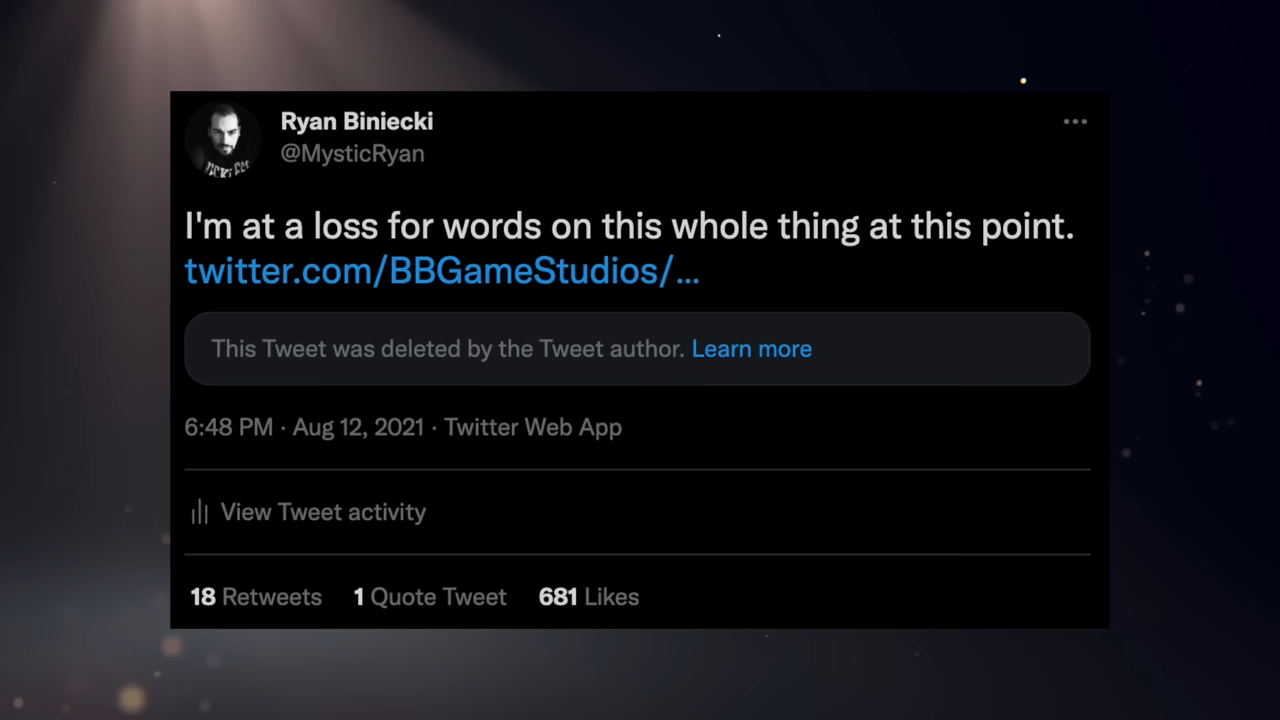 Ryan Biniecki
@MysticRyan
I'm at a loss for words on this whole thing at this point.
twitter.com/BBGameStudios/...
This Tweet was deleted by the Tweet author. Learn more
6:48 PM · Aug 12, 2021 · Twitter Web App
View Tweet activity
18 Retweets 1 Quote Tweet 681 Likes